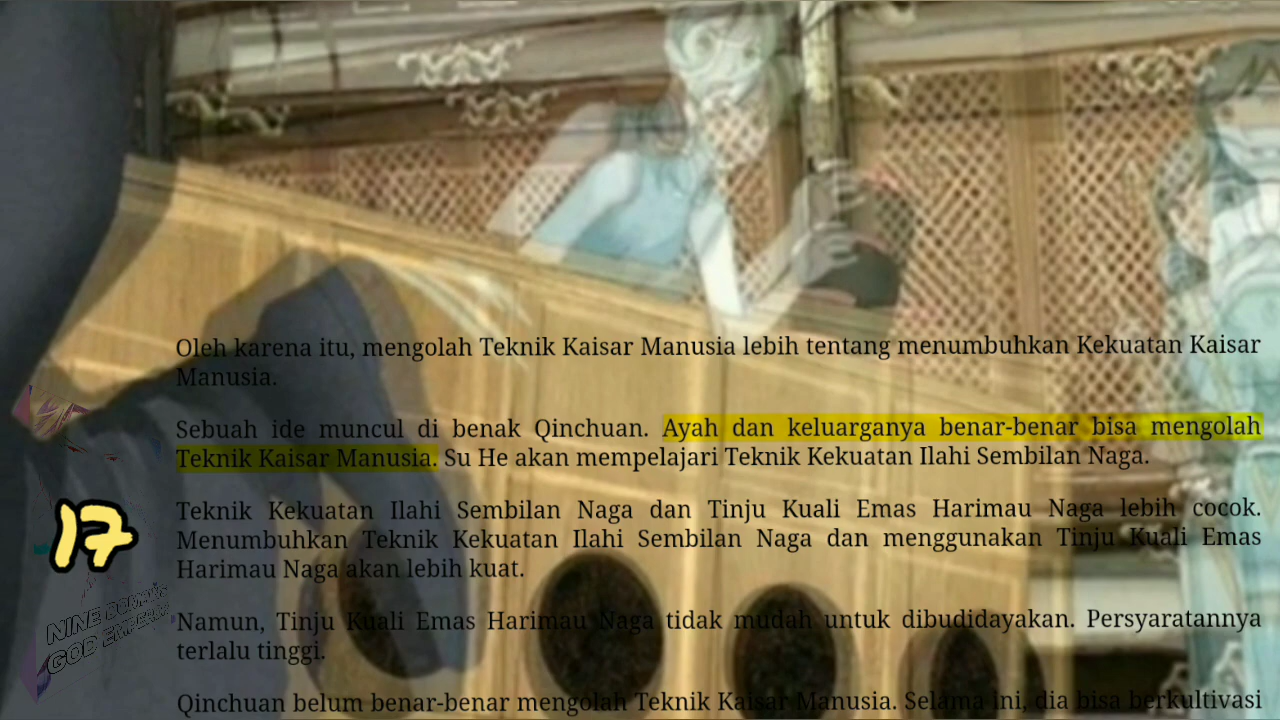 Oleh karena itu, mengolah Teknik Kaisar Manusia lebih tentang menumbuhkan Kekuatan Kaisar
Manusia.
Sebuah ide muncul di benak Qinchuan. Ayah dan keluarganya benar-benar bisa mengolah
Teknik Kaisar Manusia. Su He akan mempelajari Teknik Kekuatan Ilahi Sembilan Naga.
Teknik Kekuatan Ilahi Sembilan Naga dan Tinju Kuali Emas Harimau Naga lebih cocok.
Menumbuhkan Teknik Kekuatan Ilahi Sembilan Naga dan menggunakan Tinju Kuali Emas
Harimau Naga akan lebih kuat.
17
NINE DOMAINS
GOD EMPEROR
Namun, Tinju Kuali Emas Harimau Naga tidak mudah untuk dibudidayakan. Persyaratannya
terlalu tinggi.
Qinchuan belum benar-benar mengolah Teknik Kaisar Manusia. Selama ini, dia bisa berkultivasi